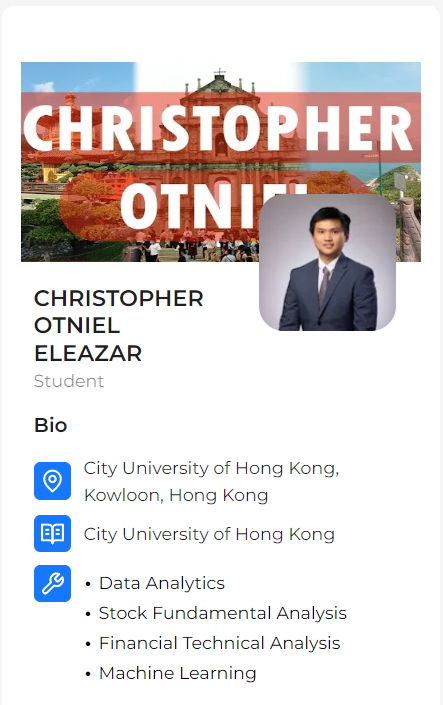 CHRISTOPHER
OTNIEL
CHRISTOPHER
OTNIEL
ELEAZAR
Student
Bio
City University of Hong Kong,
Kowloon, Hong Kong
City University of Hong Kong
• Data Analytics
• Stock Fundamental Analysis
• Financial Technical Analysis
• Machine Learning